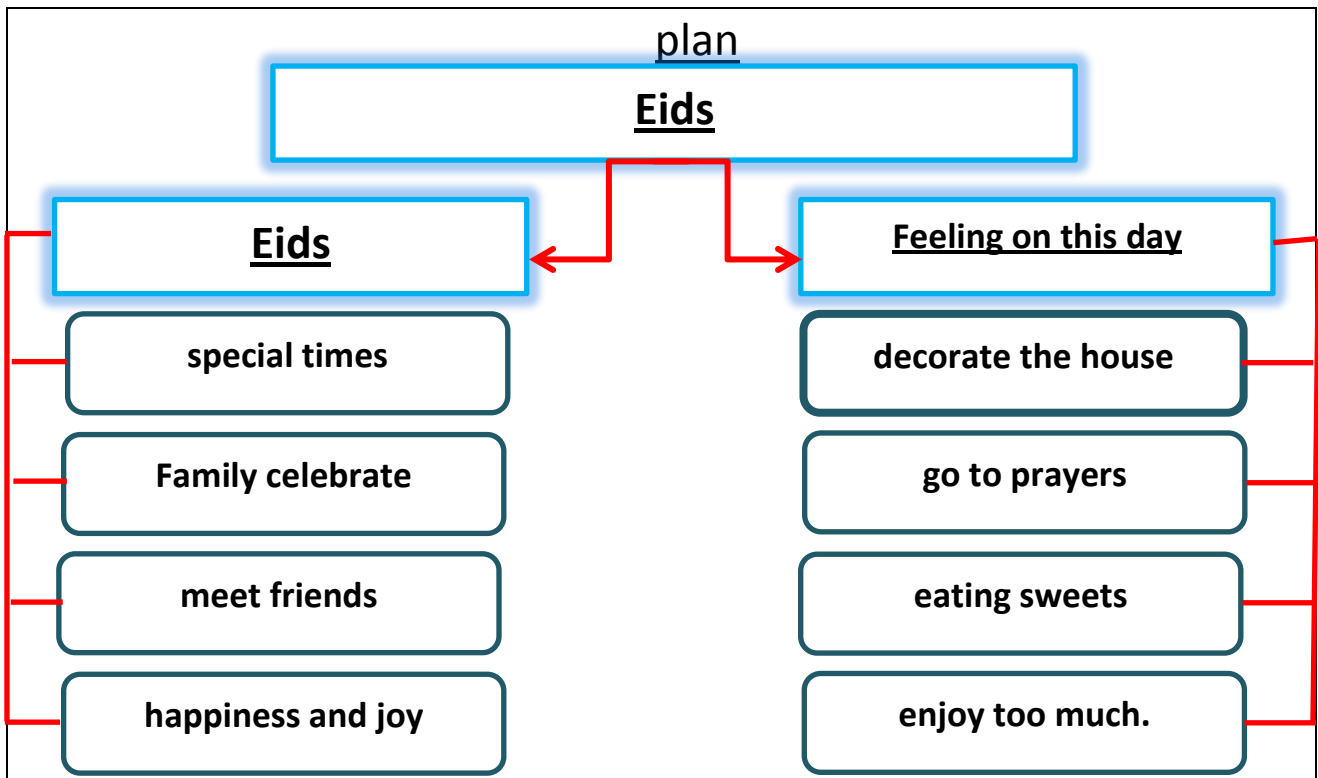 plan
Eids
Eids
special times
Family celebrate
meet friends
happiness and joy
Feeling on this day
decorate the house
go to prayers
eating sweets
enjoy too much.